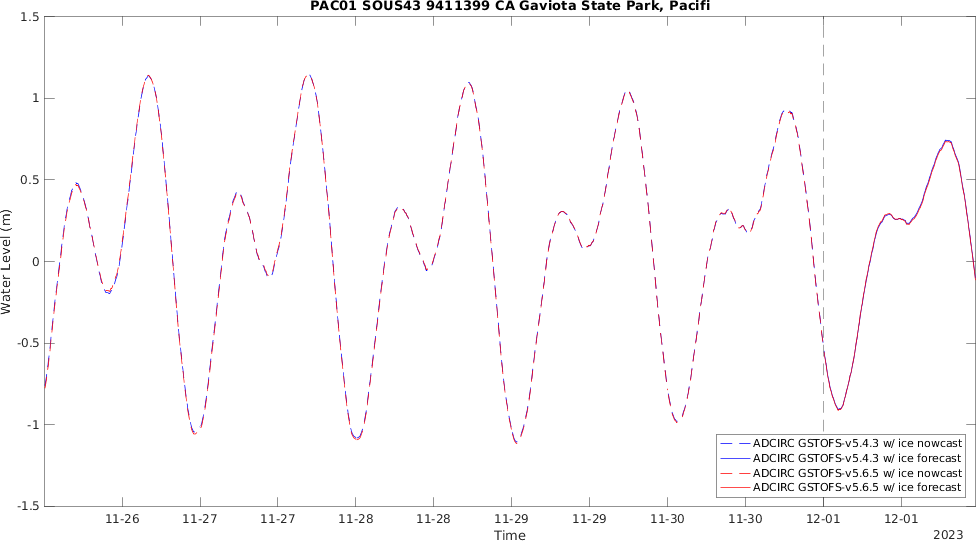 PAC01 SOUS43 9411399 CA Gaviota State Park, Pacifi
1.5
1
0.5
0
-0.5
-1
-1.5
Water Level (m)
ADCIRC GSTOFS-v5.4.3 w/ ice nowcast
ADCIRC GSTOFS-v5.4.3 w/ ice forecast
ADCIRC GSTOFS-v5.6.5 w/ ice nowcast
ADCIRC GSTOFS-v5.6.5 w/ ice forecast
11-26 11-27 11-27 11-28 11-28 11-29 11-29 11-30 11-30 12-01 12-01
Time
2023